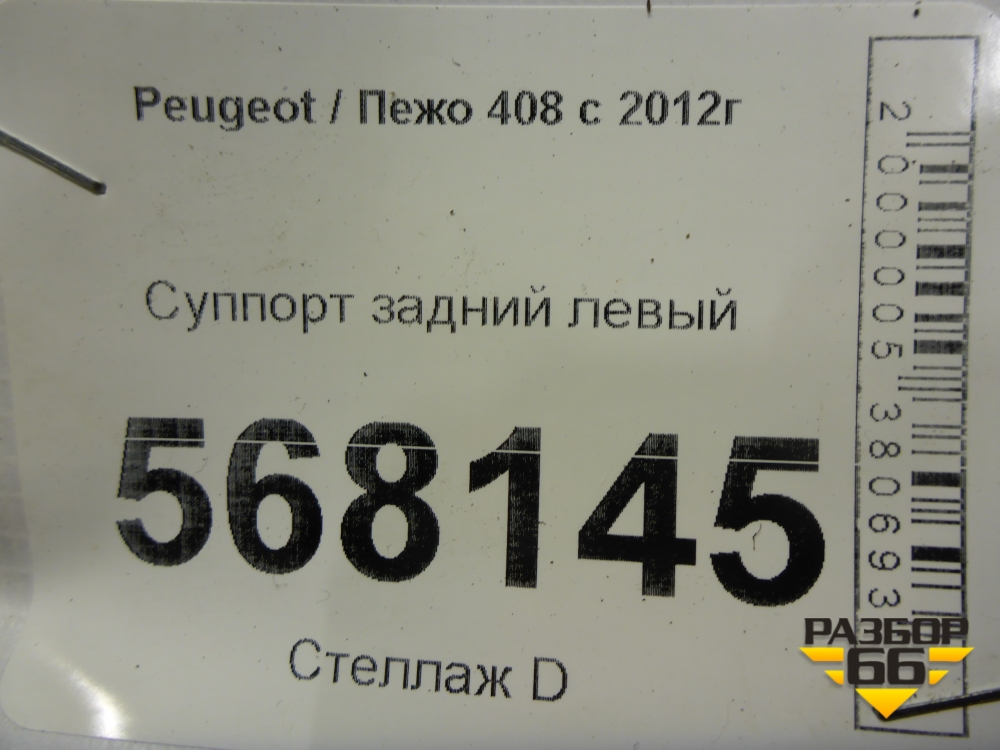 Peugeot / Пежо 408 с 2012г
Суппорт задний левый
568145
Стеллаж D
2000005380693
РАЗБОР
66